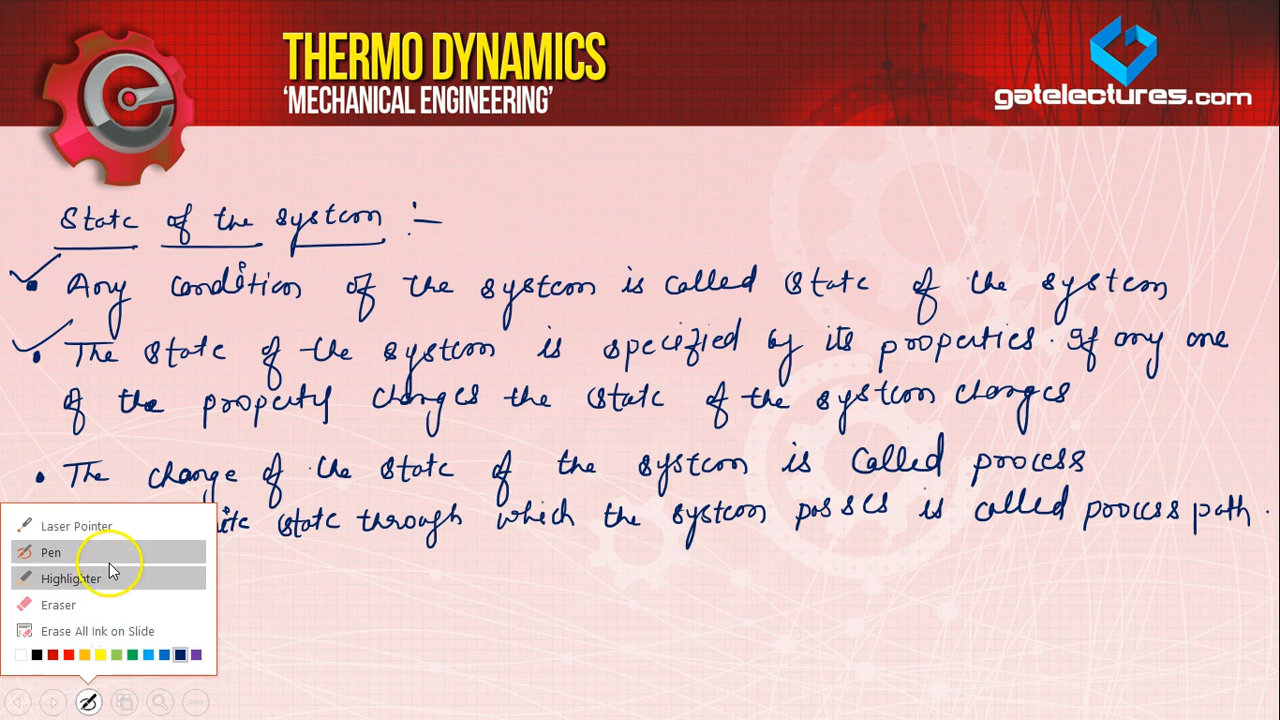 THERMO DYNAMICS
'MECHANICAL ENGINEERING'
gatelectures.com
State of the system :-
Any condition of the system is called state of the system
The state of the system is specified by its properties. If any one
of the property changes the state of the system changes
The change of the state of the system is called process
state through which the system passes is called process path.
Laser Pointer
Pen
Highlighter
Eraser
Erase All Ink on Slide